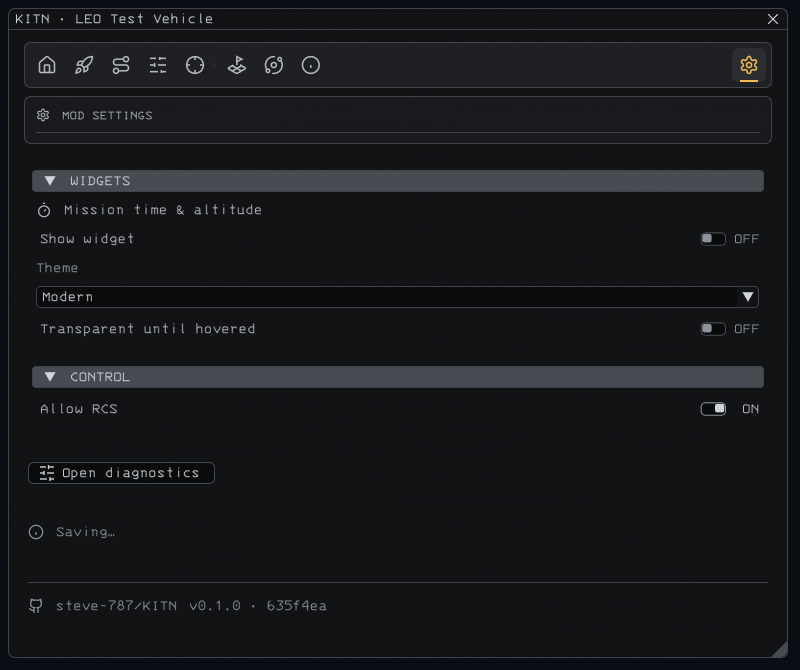 KITN · LEO Test Vehicle
MOD SETTINGS
WIDGETS
Mission time & altitude
Show widget OFF
Theme
Modern
Transparent until hovered OFF
CONTROL
Allow RCS ON
Open diagnostics
Saving…
steve-787/KITN v0.1.0 · 635f4ea